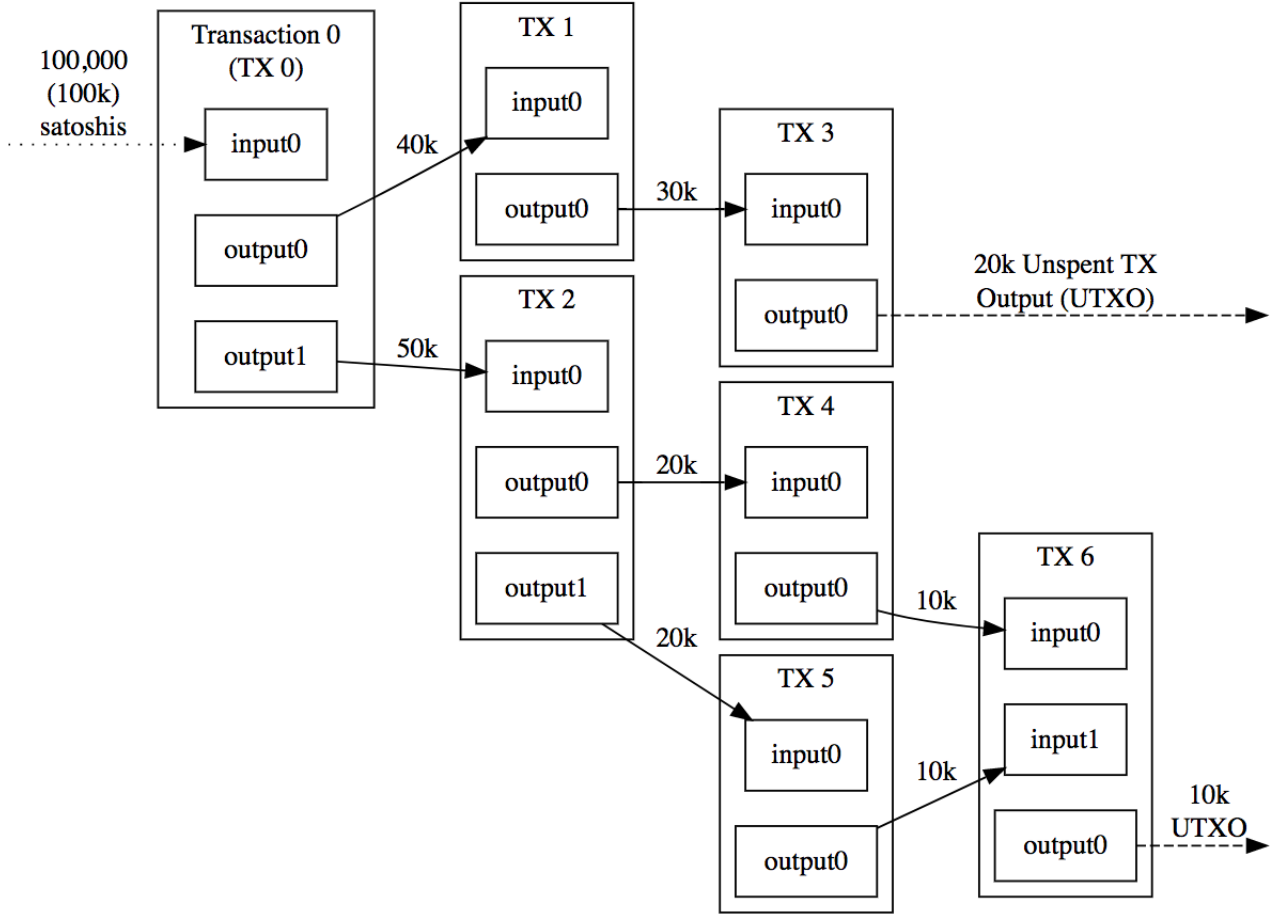 100,000
(100k)
satoshis
Transaction 0
(TX 0)
input0
output0
output1
40k
50k
TX 1
input0
output0
30k
TX 2
input0
output0
output1
20k
20k
TX 3
input0
output0
20k Unspent TX
Output (UTXO)
TX 4
input0
output0
10k
TX 5
input0
output0
10k
TX 6
input0
input1
output0
10k
UTXO